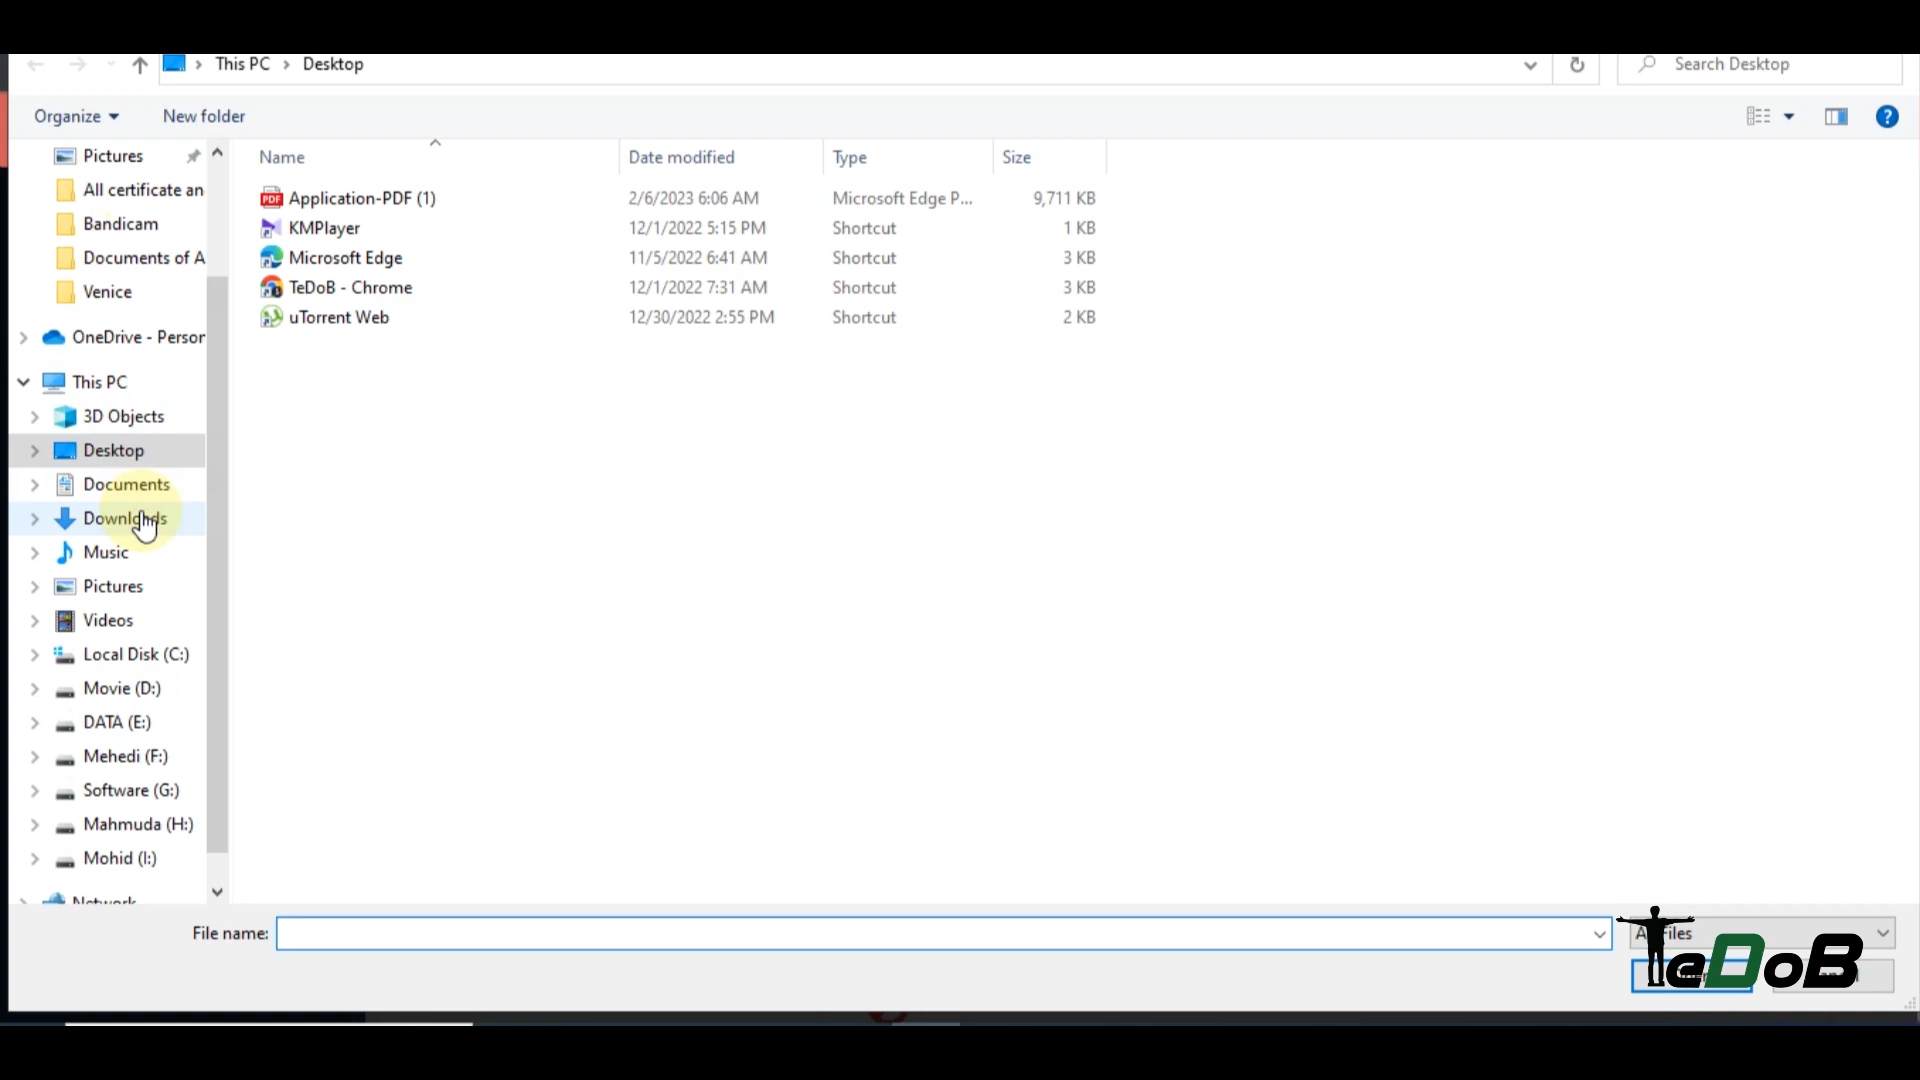 This PC > Desktop
Search Desktop
Organize
New folder
Name
Date modified
Type
Size
Pictures
All certificate an
Bandicam
Documents of A
Venice
OneDrive - Person
This PC
3D Objects
Desktop
Documents
Downloads
Music
Pictures
Videos
Local Disk (C:)
Movie (D:)
DATA (E:)
Mehedi (F:)
Software (G:)
Mahmuda (H:)
Mohid (I:)
Network
Application-PDF (1) 2/6/2023 6:06 AM Microsoft Edge P... 9,711 KB
KMPlayer 12/1/2022 5:15 PM Shortcut 1 KB
Microsoft Edge 11/5/2022 6:41 AM Shortcut 3 KB
TeDoB - Chrome 12/1/2022 7:31 AM Shortcut 3 KB
uTorrent Web 12/30/2022 2:55 PM Shortcut 2 KB
File name:
All Files
TeDoB